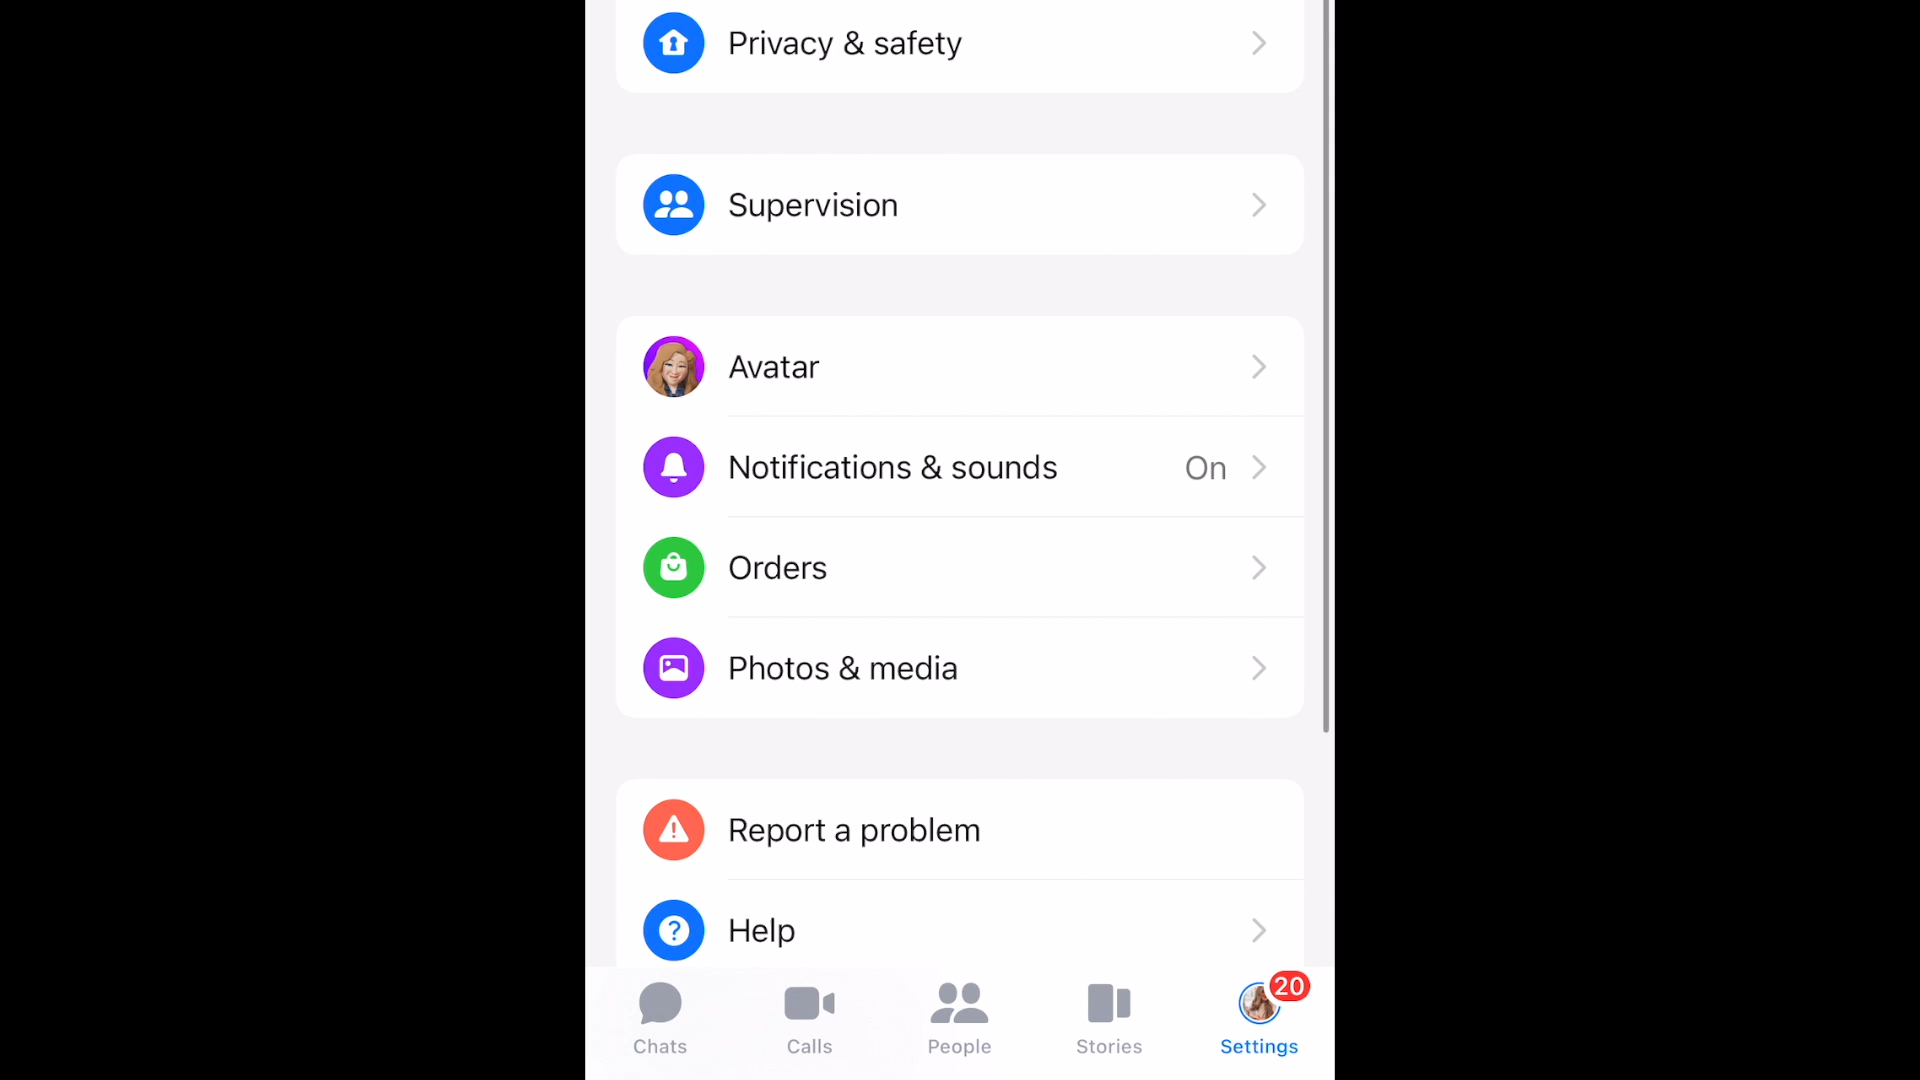 Privacy & safety
Supervision
Avatar
Notifications & sounds On
Orders
Photos & media
Report a problem
Help
20
Chats Calls People Stories Settings